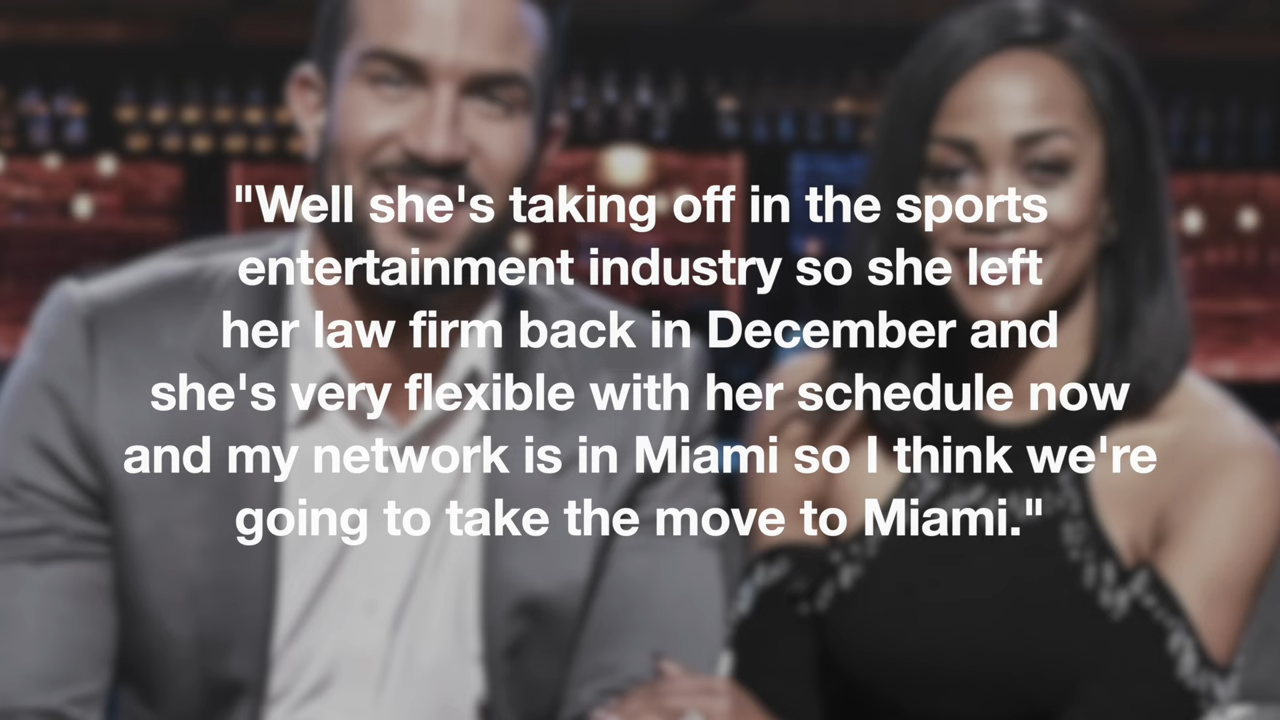 "Well she's taking off in the sports
entertainment industry so she left
her law firm back in December and
she's very flexible with her schedule now
and my network is in Miami so I think we're
going to take the move to Miami."